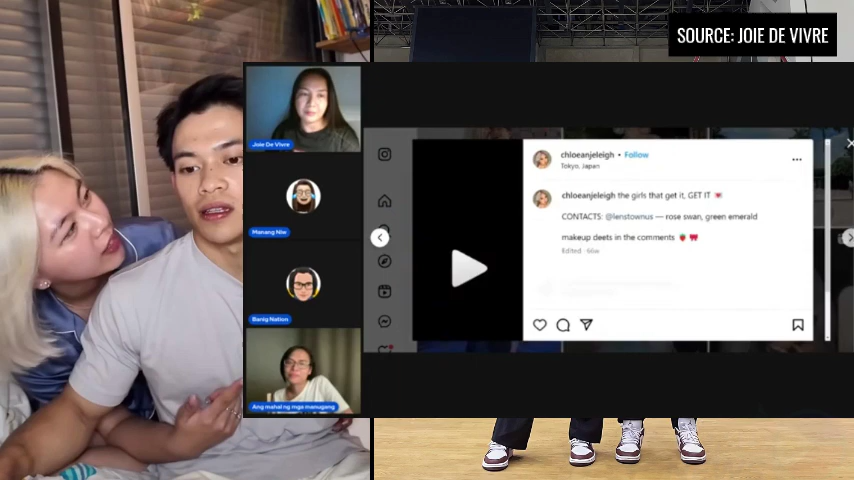 SOURCE: JOIE DE VIVRE
Joie De Vivre
Manang Niw
Banig Nation
Ang mahal ng mga manugang
chloeanjeleigh • Follow
Tokyo, Japan
chloeanjeleigh the girls that get it, GET IT 💌
CONTACTS: @lenstownus — rose swan, green emerald
makeup deets in the comments 🍓 🎀
Edited · 66w